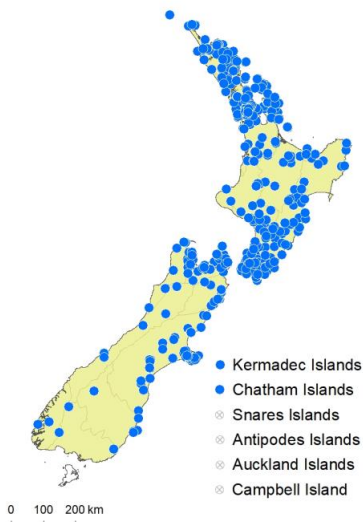 Kermadec Islands
Chatham Islands
Snares Islands
Antipodes Islands
Auckland Islands
Campbell Island
0 100 200 km